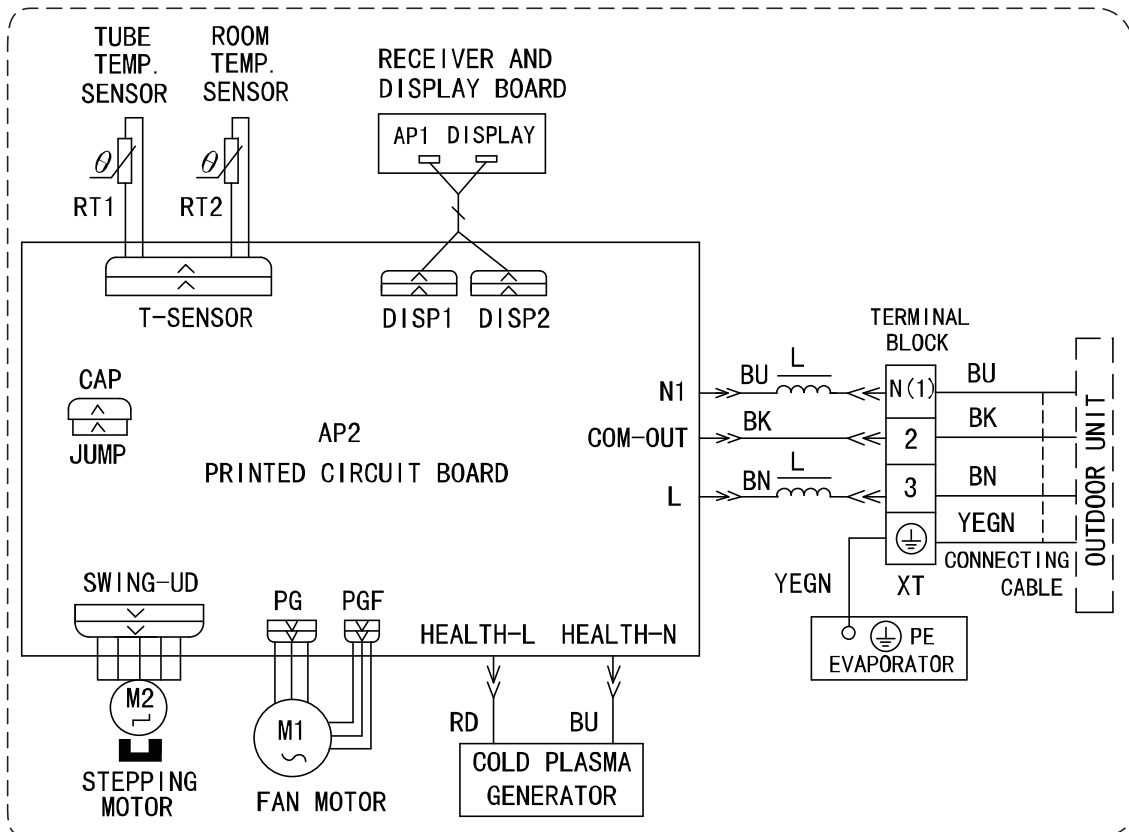 TUBE
TEMP.
SENSOR
ROOM
TEMP.
SENSOR
RECEIVER AND
DISPLAY BOARD
AP1 DISPLAY
θ
θ
RT1
RT2
T-SENSOR
DISP1
DISP2
CAP
JUMP
AP2
PRINTED CIRCUIT BOARD
N1
COM-OUT
L
BU
L
BK
BN
L
TERMINAL
BLOCK
N(1)
2
3
XT
BU
BK
BN
YEGN
CONNECTING
CABLE
OUTDOOR UNIT
YEGN
PE
EVAPORATOR
SWING-UD
PG
PGF
HEALTH-L
HEALTH-N
M2
STEPPING
MOTOR
M1
FAN MOTOR
RD
BU
COLD PLASMA
GENERATOR